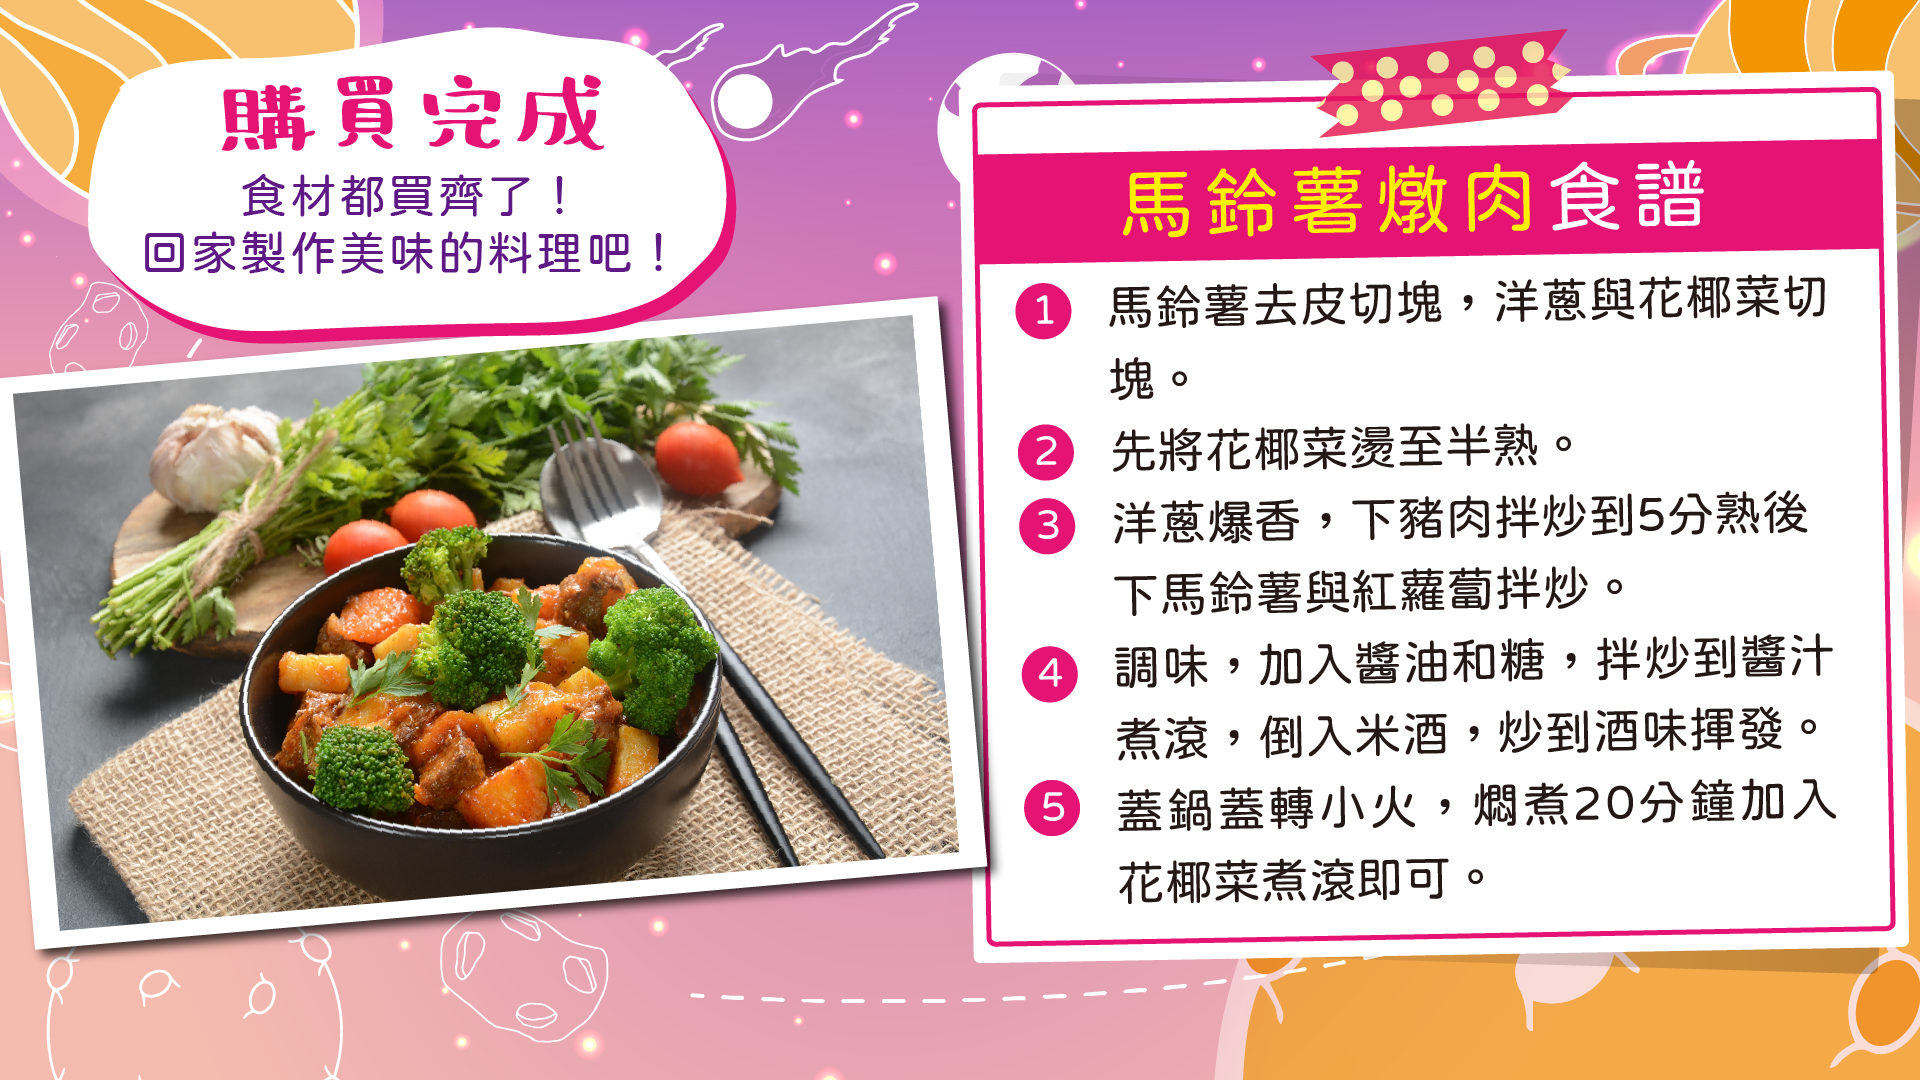 購買完成
食材都買齊了！
回家製作美味的料理吧！
馬鈴薯燉肉食譜
1 馬鈴薯去皮切塊，洋蔥與花椰菜切
塊。
2 先將花椰菜燙至半熟。
3 洋蔥爆香，下豬肉拌炒到5分熟後
下馬鈴薯與紅蘿蔔拌炒。
4 調味，加入醬油和糖，拌炒到醬汁
煮滾，倒入米酒，炒到酒味揮發。
5 蓋鍋蓋轉小火，燜煮20分鐘加入
花椰菜煮滾即可。